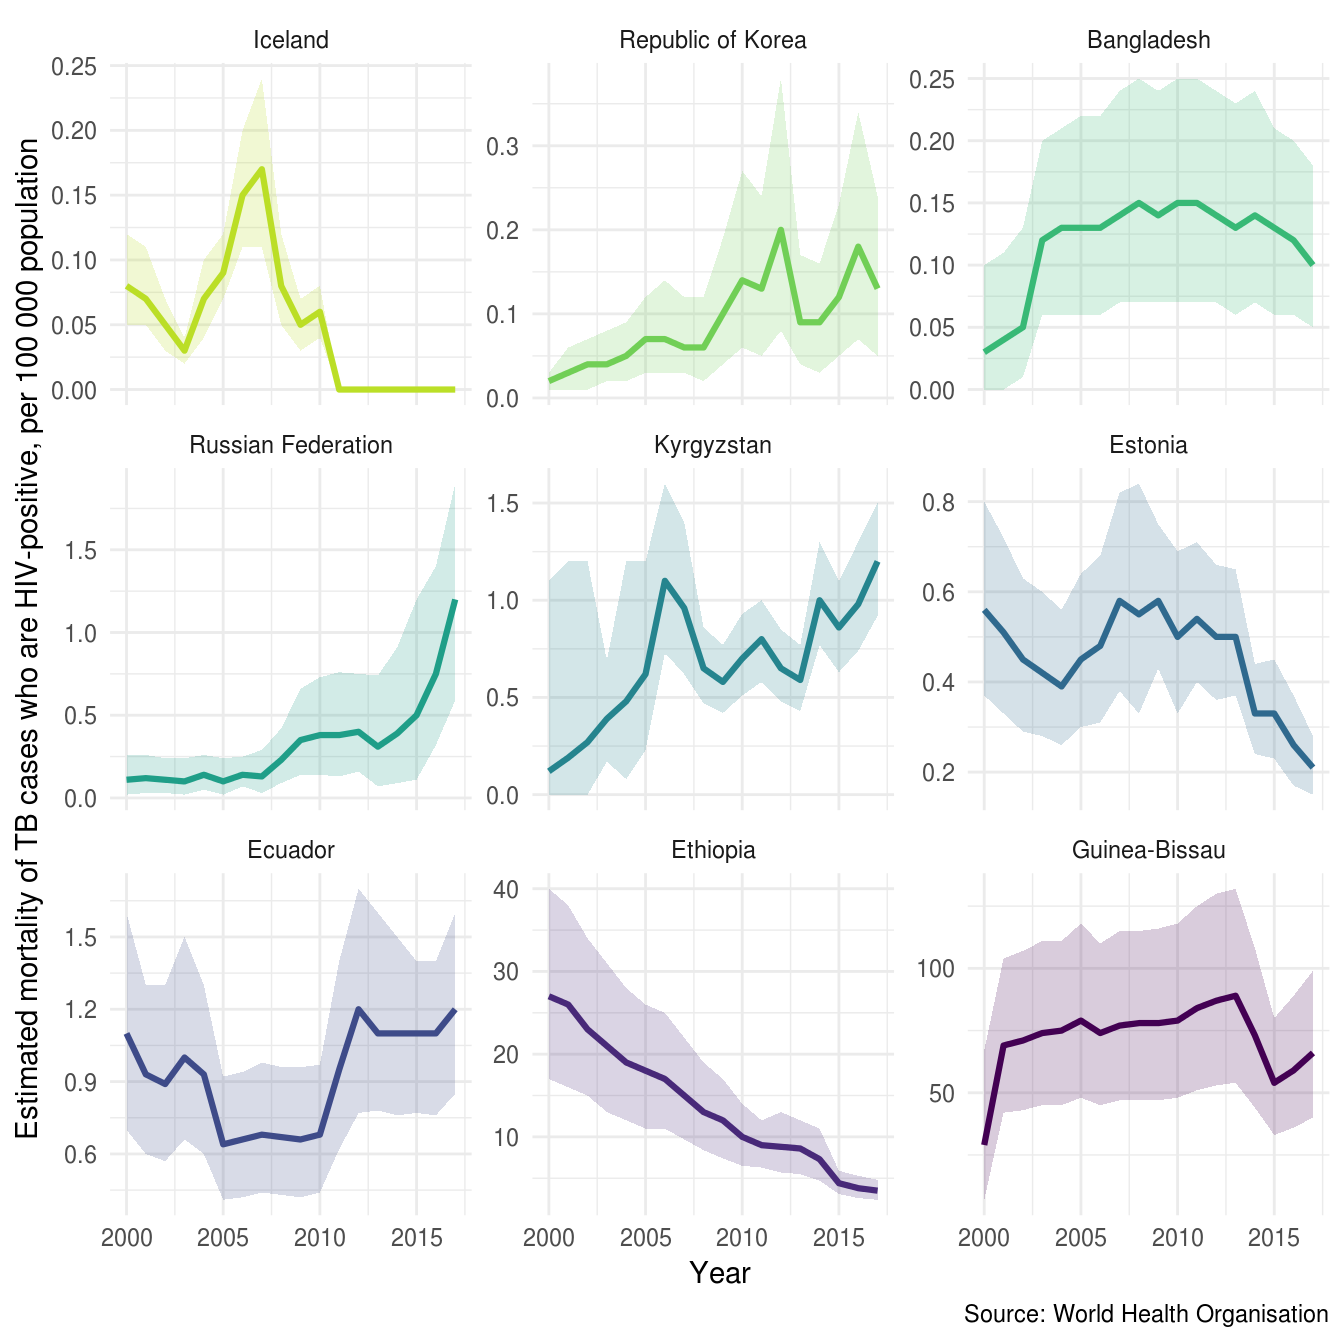 Estimated mortality of TB cases who are HIV-positive, per 100 000 population
Iceland
0.25
0.20
0.15
0.10
0.05
0.00
Republic of Korea
0.3
0.2
0.1
0.0
Bangladesh
0.25
0.20
0.15
0.10
0.05
0.00
Russian Federation
1.5
1.0
0.5
0.0
Kyrgyzstan
1.5
1.0
0.5
0.0
Estonia
0.8
0.6
0.4
0.2
Ecuador
1.5
1.2
0.9
0.6
2000 2005 2010 2015
Ethiopia
40
30
20
10
2000 2005 2010 2015
Guinea-Bissau
100
50
2000 2005 2010 2015
Year
Source: World Health Organisation